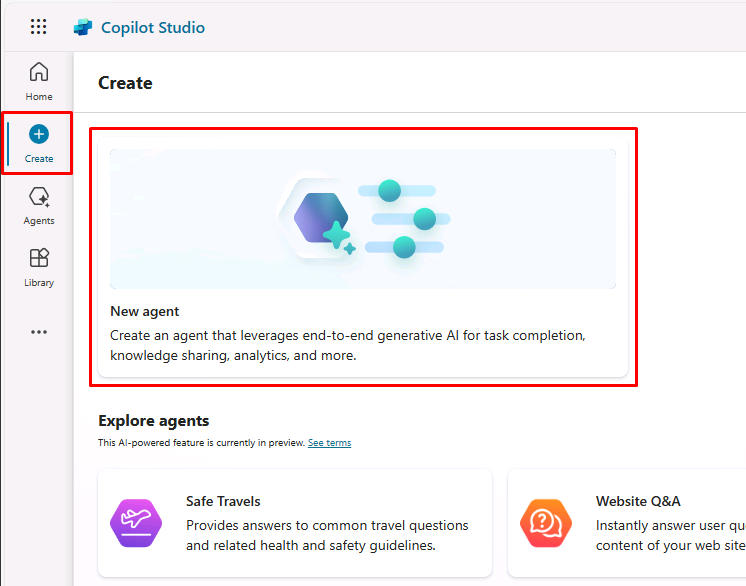 Copilot Studio
Home
Create
Agents
Library
Create
New agent
Create an agent that leverages end-to-end generative AI for task completion,
knowledge sharing, analytics, and more.
Explore agents
This AI-powered feature is currently in preview. See terms
Safe Travels
Provides answers to common travel questions
and related health and safety guidelines.
Website Q&A
Instantly answer user
content of your web site